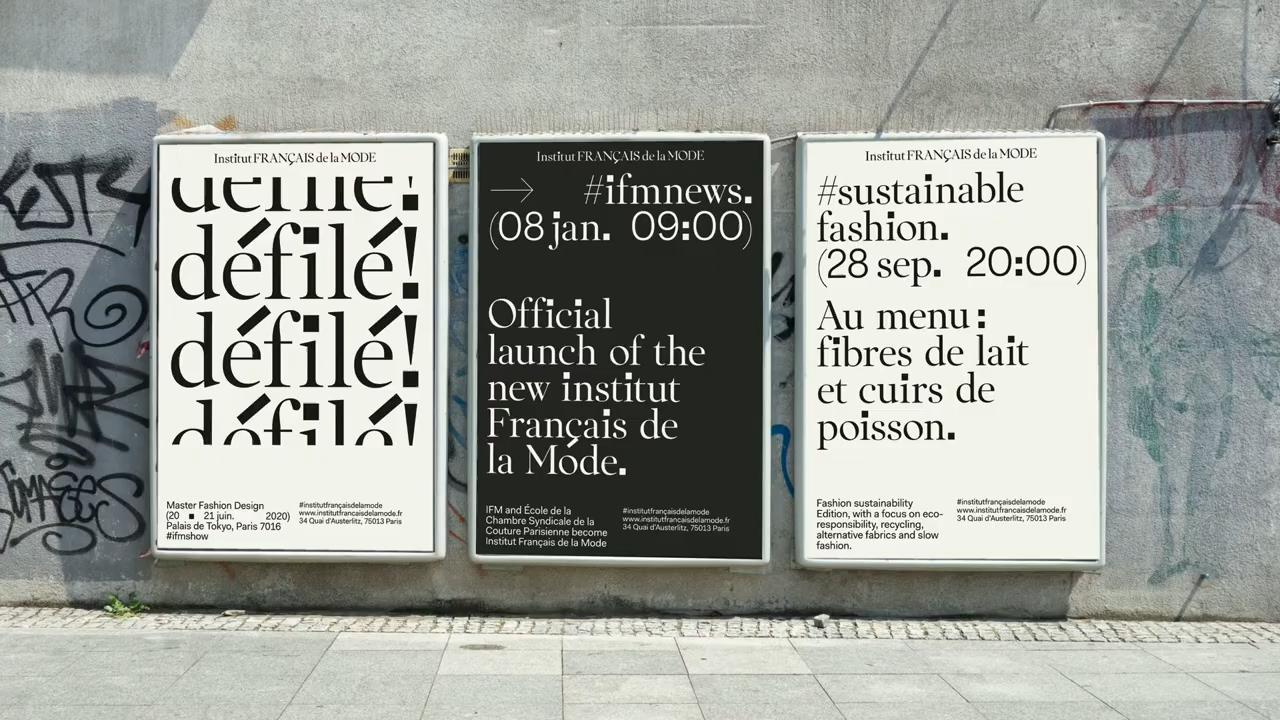 Institut FRANÇAIS de la MODE
défilé!
défilé!
défilé!
défilé!
Master Fashion Design
(20 ■ 21 juin. 2020)
Palais de Tokyo, Paris 7016
#ifmshow
#institutfrançaisdelamode
www.institutfrançaisdelamode.fr
34 Quai d'Austerlitz, 75013 Paris
Institut FRANÇAIS de la MODE
→ #ifmnews.
(08 jan. 09:00)
Official
launch of the
new institut
Français de
la Móde.
IFM and École de la
Chambre Syndicale de la
Couture Parisienne become
Institut Français de la Mode
#institutfrançaisdelamode
www.institutfrançaisdelamode.fr
34 Quai d'Austerlitz, 75013 Paris
Institut FRANÇAIS de la MODE
#sustainable
fashion.
(28 sep. 20:00)
Au menu :
fibres de lait
et cuirs de
poisson.
Fashion sustainability
Edition, with a focus on eco-
responsibility, recycling,
alternative fabrics and slow
fashion.
#institutfrançaisdelamode
www.institutfrançaisdelamode.fr
34 Quai d'Austerlitz, 75013 Paris